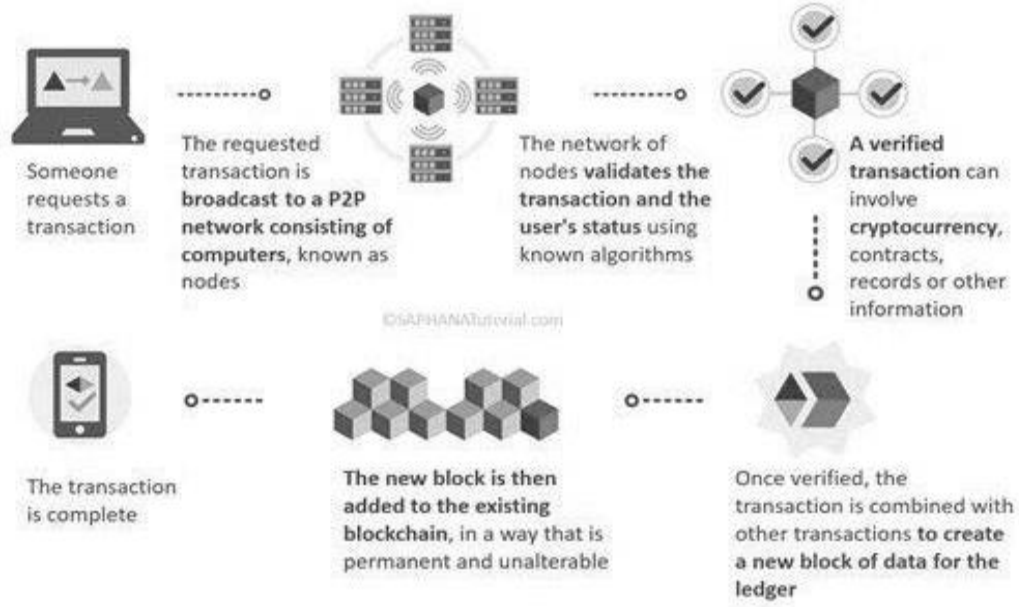 Someone
requests a
transaction
The requested
transaction is
broadcast to a P2P
network consisting of
computers, known as
nodes
The network of
nodes validates the
transaction and the
user's status using
known algorithms
A verified
transaction can
involve
cryptocurrency,
contracts,
records or other
information
©SAPHANATutorial.com
Once verified, the
transaction is combined with
other transactions to create
a new block of data for the
ledger
The new block is then
added to the existing
blockchain, in a way that is
permanent and unalterable
The transaction
is complete